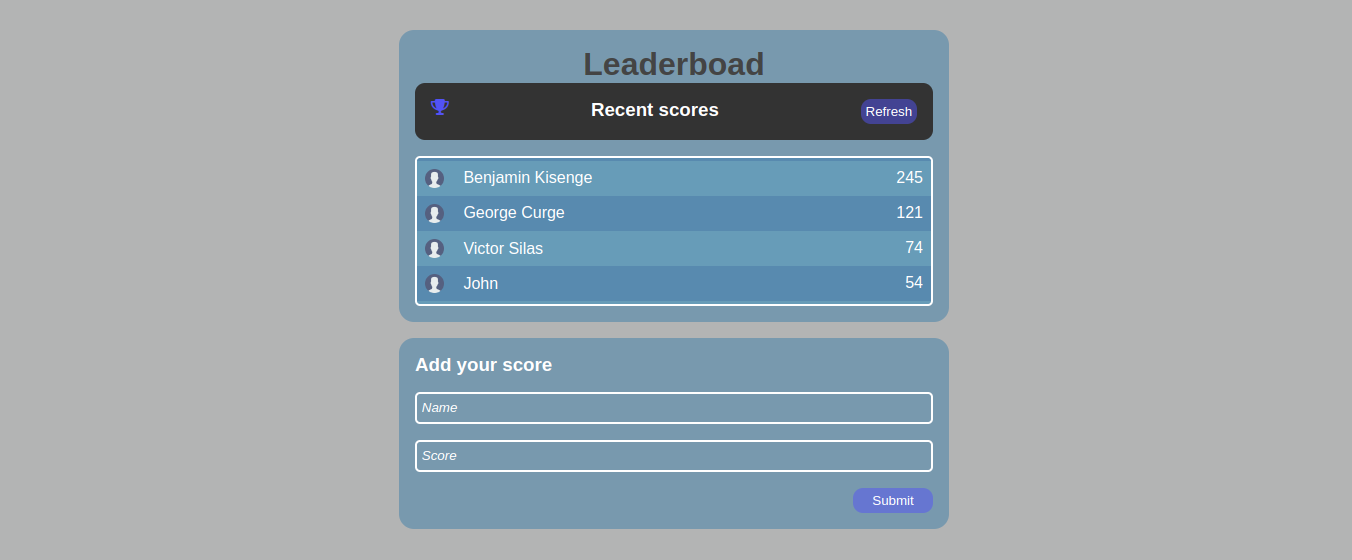 Leaderboad
Recent scores
Refresh
Benjamin Kisenge 245
George Curge 121
Victor Silas 74
John 54
Add your score
Name
Score
Submit